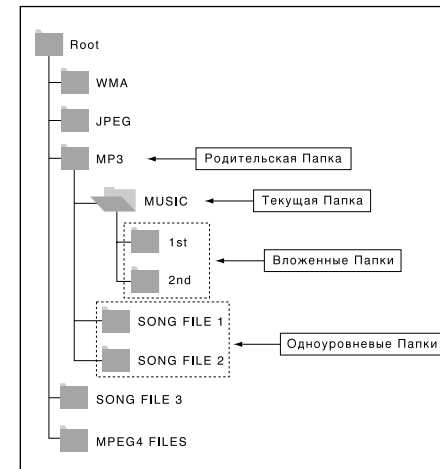 Root
WMA
JPEG
MP3
Родительская Папка
MUSIC
Текущая Папка
1st
Вложенные Папки
2nd
SONG FILE 1
Одноуровневые Папки
SONG FILE 2
SONG FILE 3
MPEG4 FILES